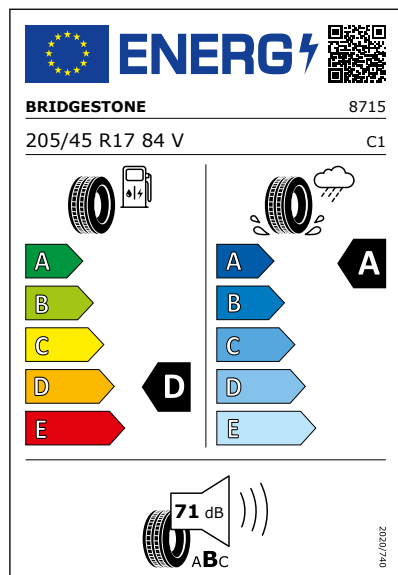 ENERG
BRIDGESTONE 8715
205/45 R17 84 V C1
A A A
B B
C C
D D D
E E
71 dB
ABC
2020/740